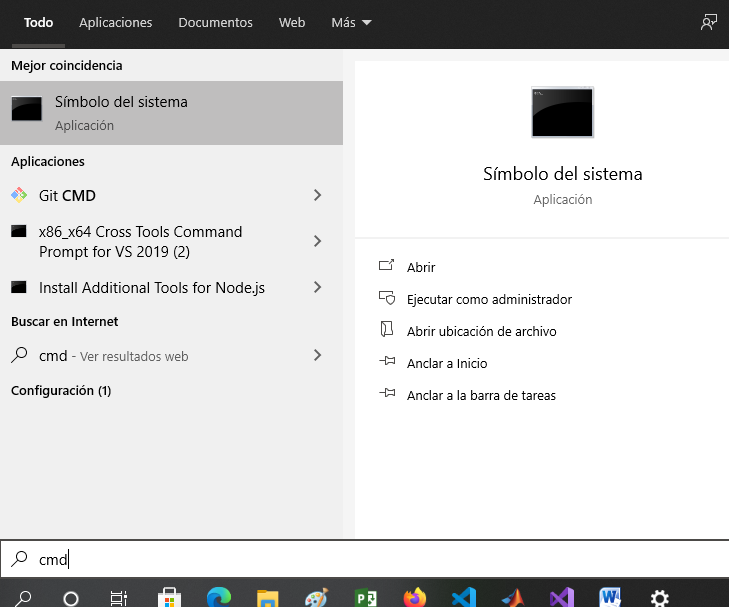 Todo Aplicaciones Documentos Web Más
Mejor coincidencia
Símbolo del sistema
Aplicación
Aplicaciones
Git CMD
x86_x64 Cross Tools Command
Prompt for VS 2019 (2)
Install Additional Tools for Node.js
Buscar en Internet
cmd - Ver resultados web
Configuración (1)
Símbolo del sistema
Aplicación
Abrir
Ejecutar como administrador
Abrir ubicación de archivo
Anclar a Inicio
Anclar a la barra de tareas
cmd